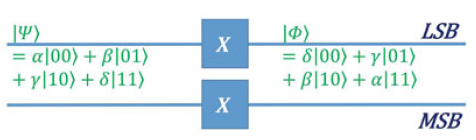 |Ψ⟩
= α|00⟩ + β|01⟩
+ γ|10⟩ + δ|11⟩
X
X
|Φ⟩
= δ|00⟩ + γ|01⟩
+ β|10⟩ + α|11⟩
LSB
MSB